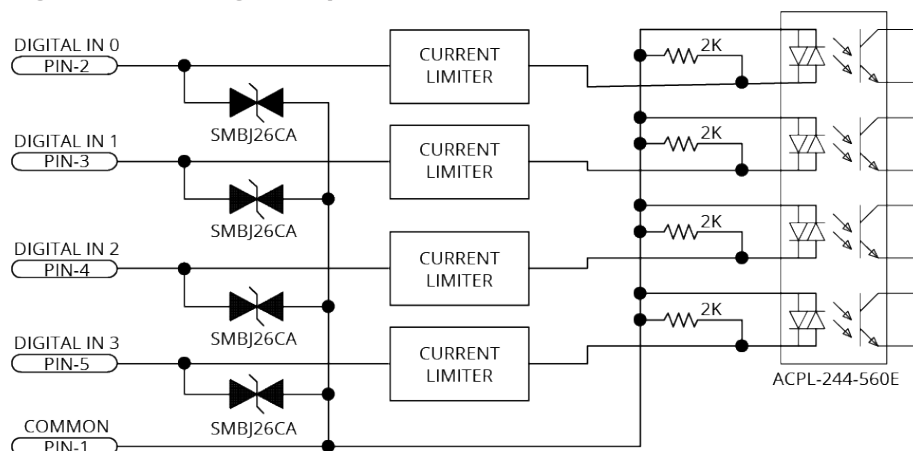 DIGITAL IN 0
PIN-2
SMBJ26CA
CURRENT
LIMITER
2K
DIGITAL IN 1
PIN-3
SMBJ26CA
CURRENT
LIMITER
2K
DIGITAL IN 2
PIN-4
SMBJ26CA
CURRENT
LIMITER
2K
DIGITAL IN 3
PIN-5
SMBJ26CA
CURRENT
LIMITER
2K
ACPL-244-560E
COMMON
PIN-1